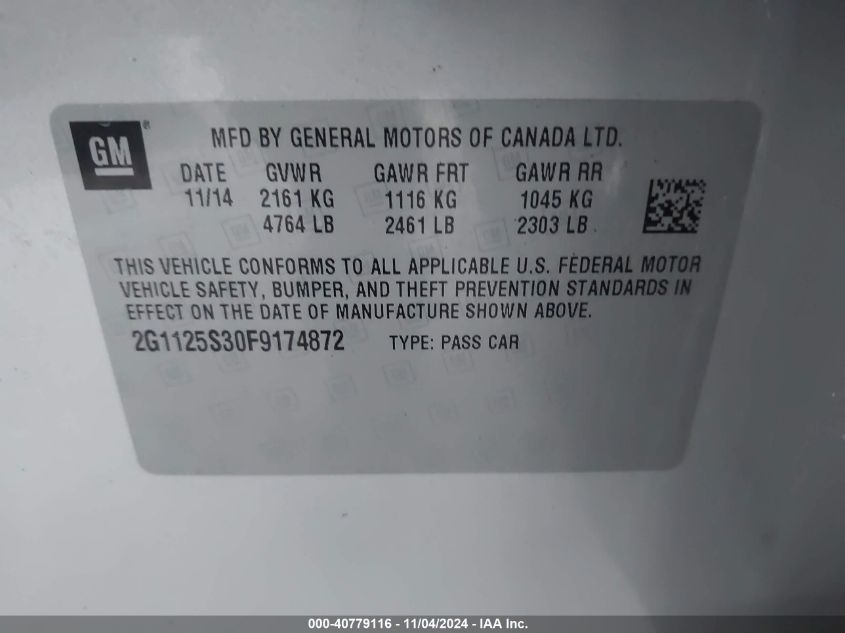 GM ®
MFD BY GENERAL MOTORS OF CANADA LTD.
DATE GVWR GAWR FRT GAWR RR
11/14 2161 KG 1116 KG 1045 KG
4764 LB 2461 LB 2303 LB
THIS VEHICLE CONFORMS TO ALL APPLICABLE U.S. FEDERAL MOTOR
VEHICLE SAFETY, BUMPER, AND THEFT PREVENTION STANDARDS IN
EFFECT ON THE DATE OF MANUFACTURE SHOWN ABOVE.
2G1125S30F9174872 TYPE: PASS CAR
000-40779116 - 11/04/2024 - IAA Inc.